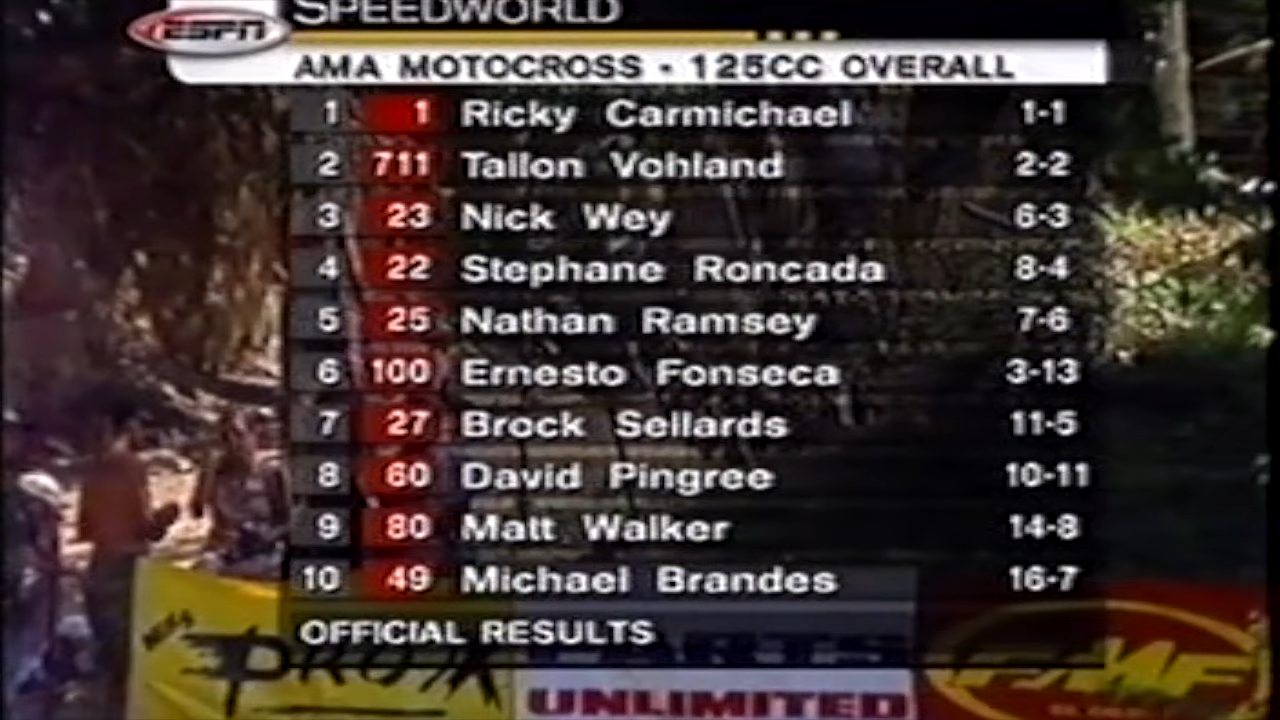 ESPN SPEEDWORLD
AMA MOTOCROSS - 125CC OVERALL
1 1 Ricky Carmichael 1-1
2 711 Tallon Vohland 2-2
3 23 Nick Wey 6-3
4 22 Stephane Roncada 8-4
5 25 Nathan Ramsey 7-6
6 100 Ernesto Fonseca 3-13
7 27 Brock Sellards 11-5
8 60 David Pingree 10-11
9 80 Matt Walker 14-8
10 49 Michael Brandes 16-7
OFFICIAL RESULTS
PARTS
UNLIMITED
FMF